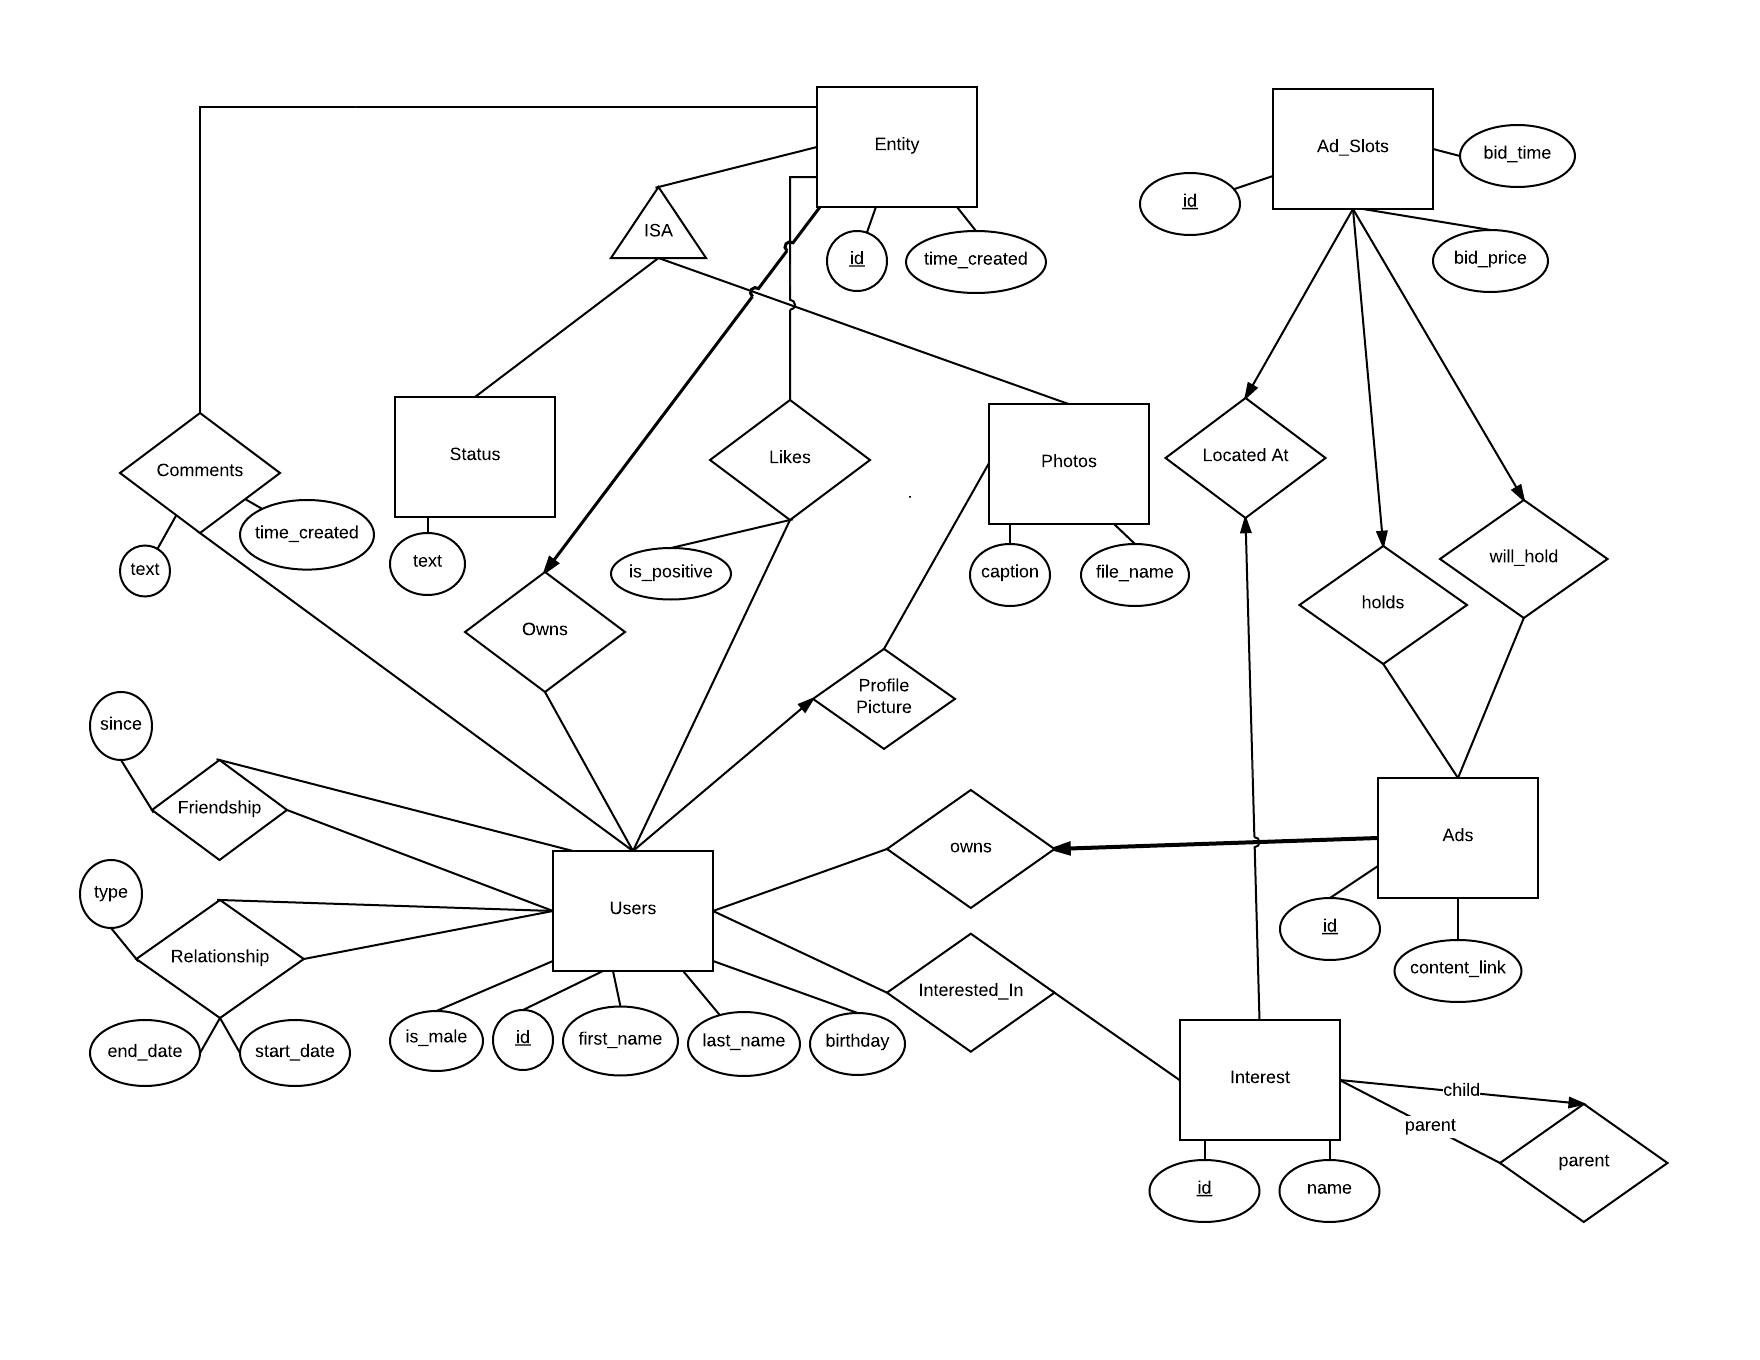 Entity
Ad_Slots
bid_time
id
ISA
id
time_created
bid_price
Comments
Status
Likes
Photos
Located At
time_created
text
text
is_positive
caption
file_name
will_hold
holds
Owns
Profile
Picture
since
Friendship
type
Users
owns
Ads
Relationship
id
content_link
Interested_In
end_date
start_date
is_male
id
first_name
last_name
birthday
Interest
child
parent
parent
id
name